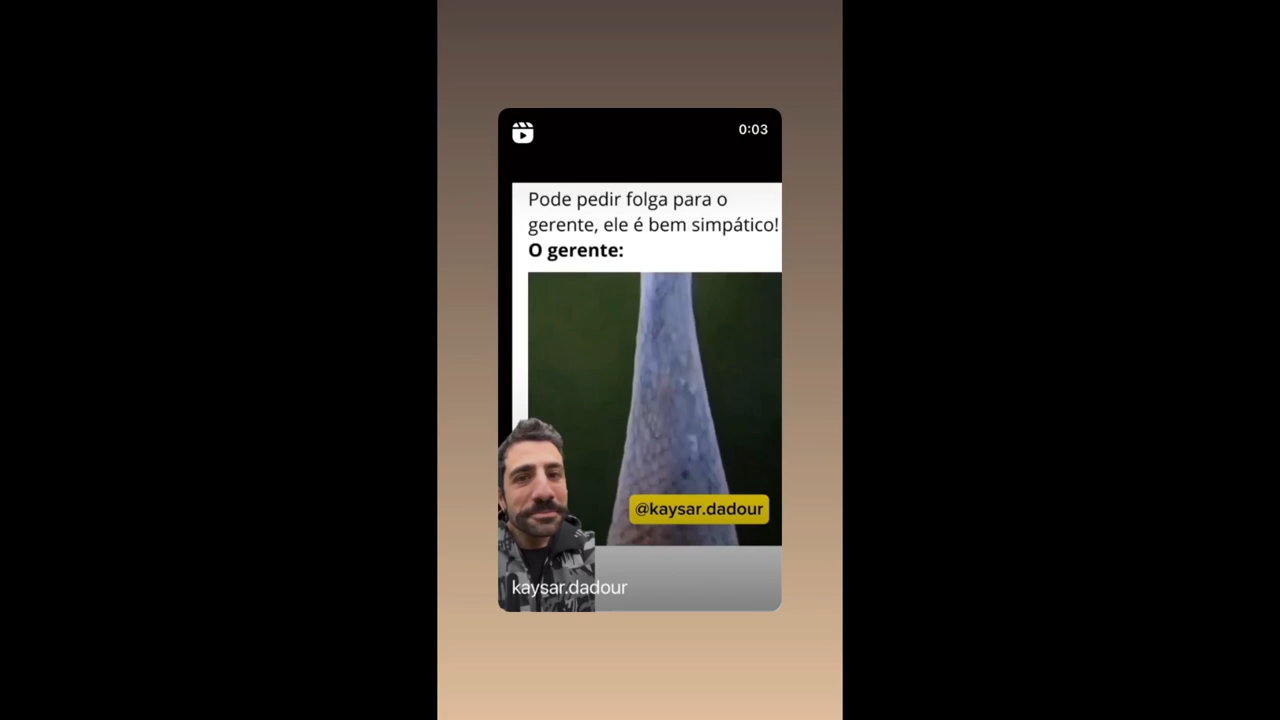 0:03
Pode pedir folga para o
gerente, ele é bem simpático!
O gerente:
@kaysar.dadour
kaysar.dadour